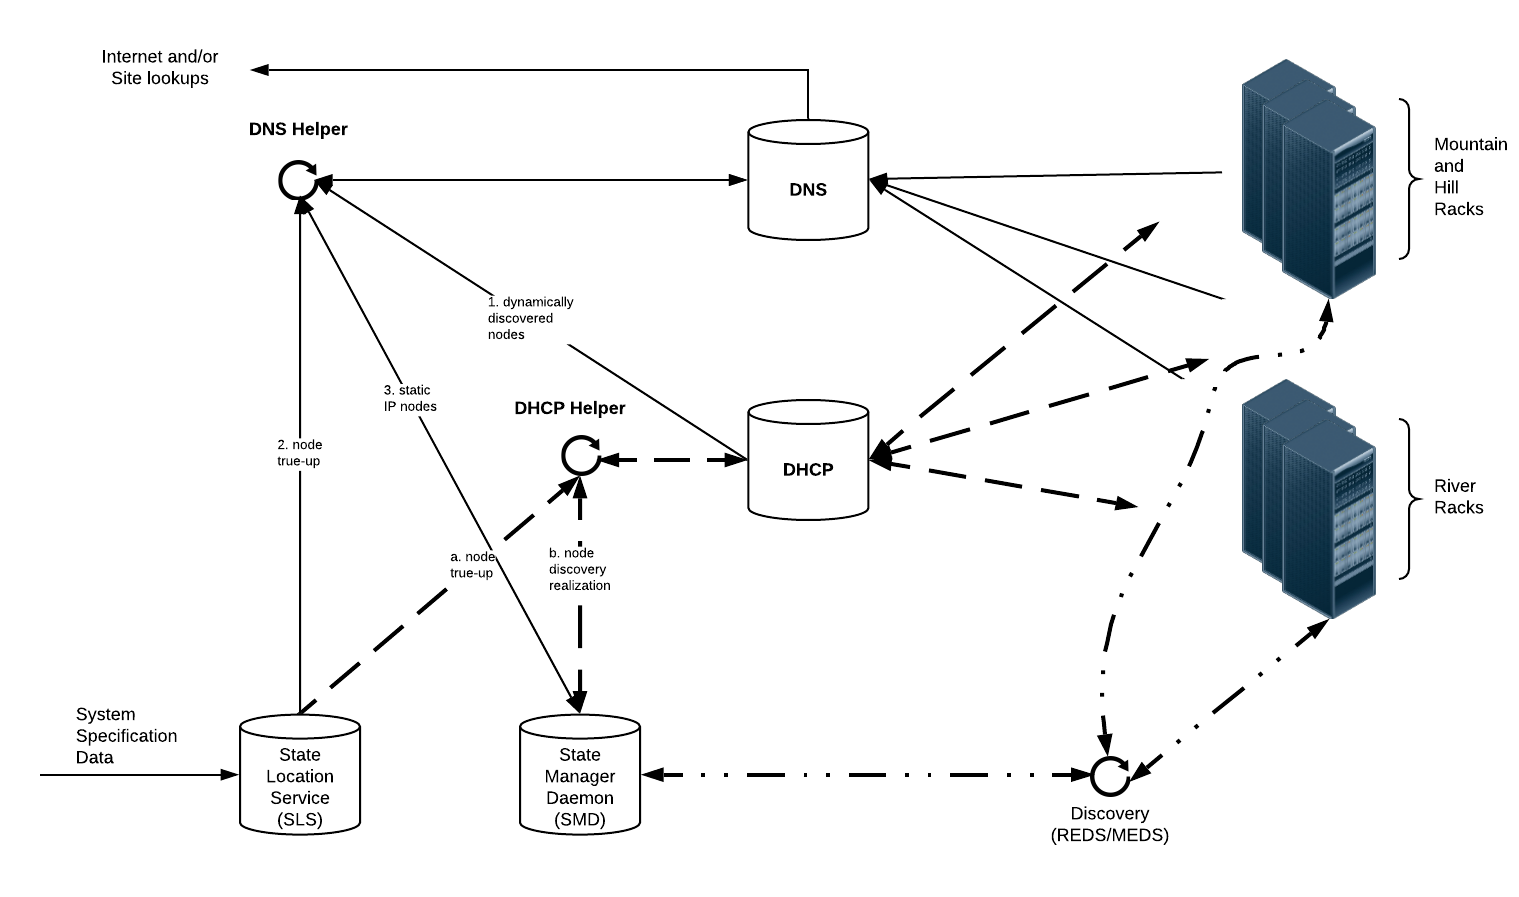 Internet and/or
Site lookups
DNS Helper
DNS
Mountain
and
Hill
Racks
1. dynamically
discovered
nodes
3. static
IP nodes
DHCP Helper
2. node
true-up
DHCP
River
Racks
a. node
true-up
b. node
discovery
realization
System
Specification
Data
State
Location
Service
(SLS)
State
Manager
Daemon
(SMD)
Discovery
(REDS/MEDS)